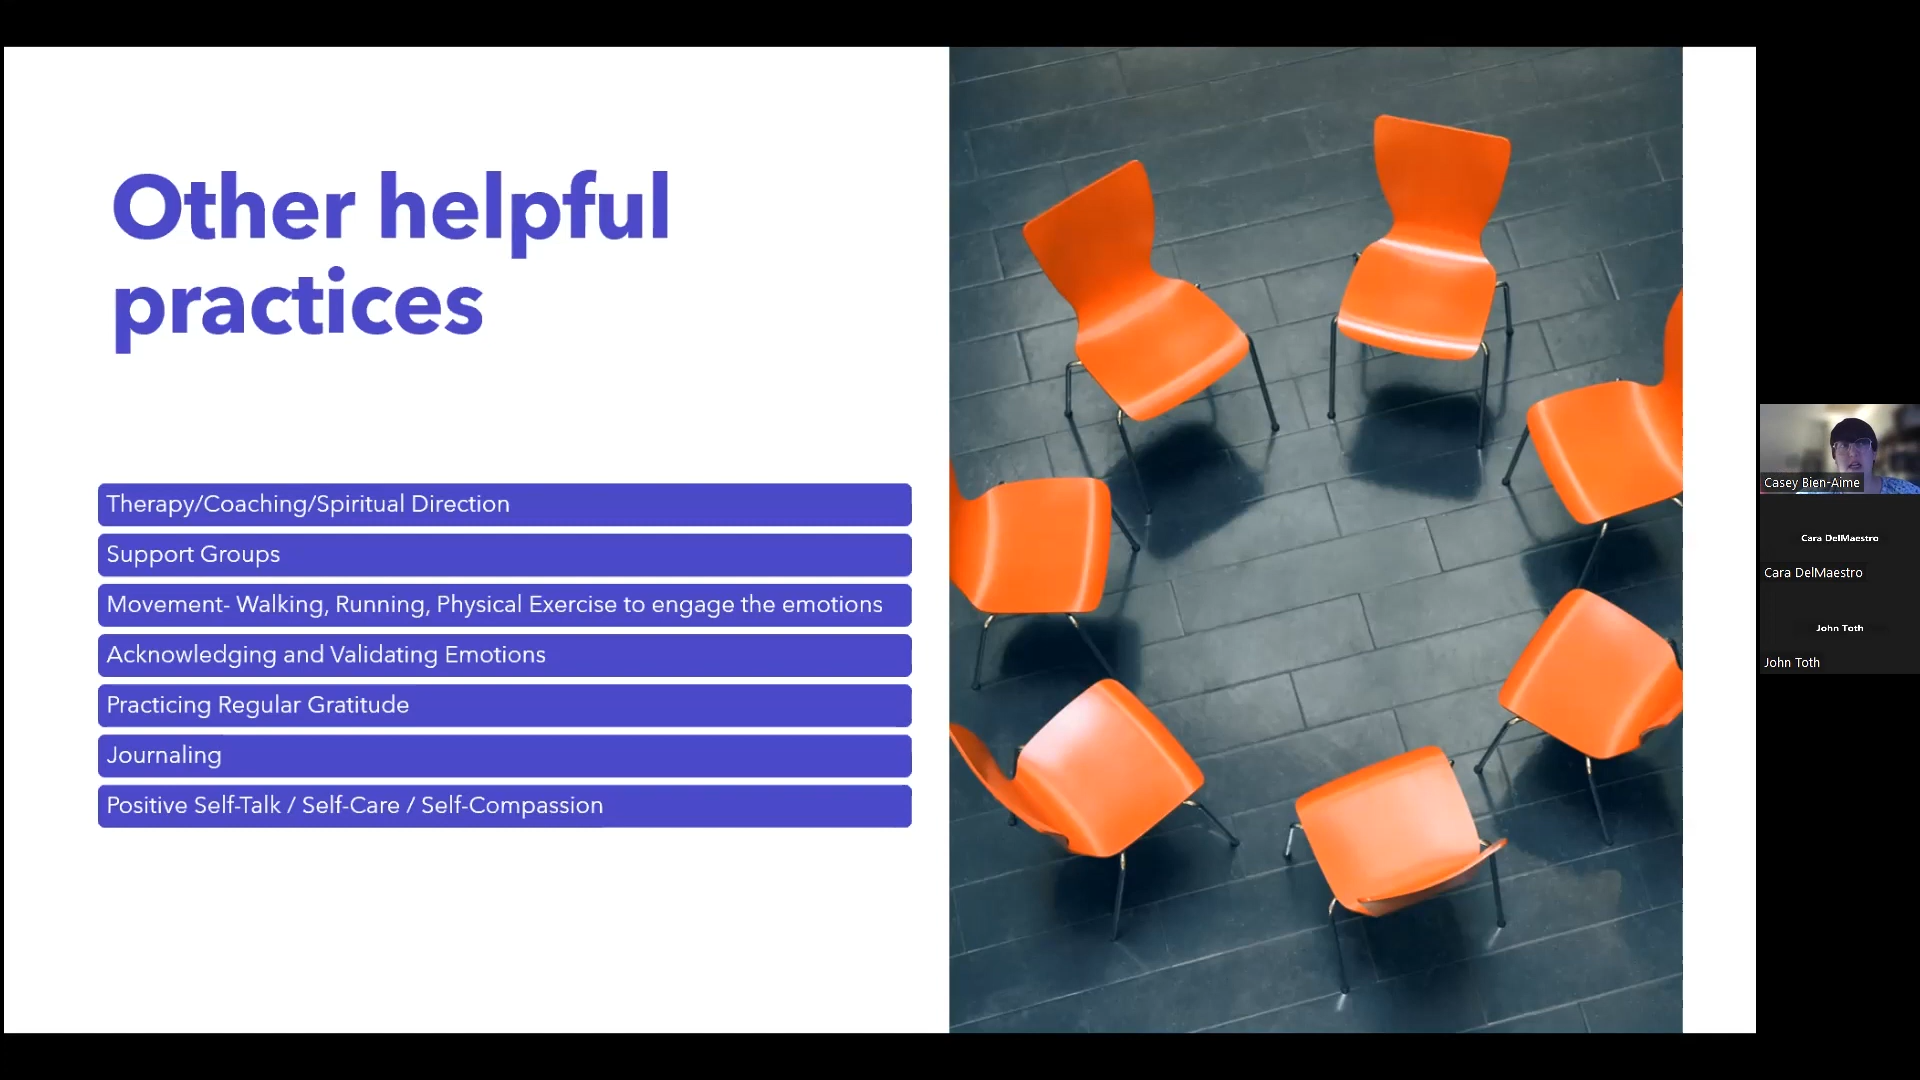 Other helpful
practices
Therapy/Coaching/Spiritual Direction
Support Groups
Movement- Walking, Running, Physical Exercise to engage the emotions
Acknowledging and Validating Emotions
Practicing Regular Gratitude
Journaling
Positive Self-Talk / Self-Care / Self-Compassion
Casey Bien-Aime
Cara DelMaestro
Cara DelMaestro
John Toth
John Toth